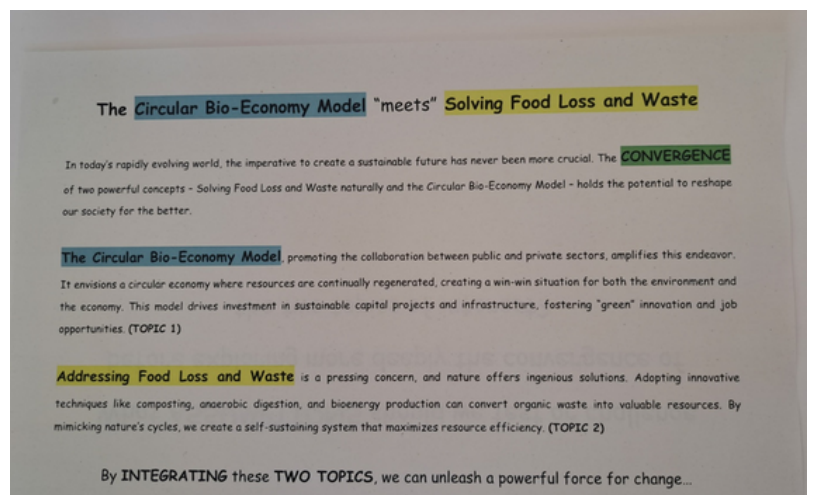 The Circular Bio-Economy Model "meets" Solving Food Loss and Waste
In today's rapidly evolving world, the imperative to create a sustainable future has never been more crucial. The CONVERGENCE
of two powerful concepts – Solving Food Loss and Waste naturally and the Circular Bio-Economy Model – holds the potential to reshape
our society for the better.
The Circular Bio-Economy Model, promoting the collaboration between public and private sectors, amplifies this endeavor.
It envisions a circular economy where resources are continually regenerated, creating a win-win situation for both the environment and
the economy. This model drives investment in sustainable capital projects and infrastructure, fostering "green" innovation and job
opportunities. (TOPIC 1)
Addressing Food Loss and Waste is a pressing concern, and nature offers ingenious solutions. Adopting innovative
techniques like composting, anaerobic digestion, and bioenergy production can convert organic waste into valuable resources. By
mimicking nature's cycles, we create a self-sustaining system that maximizes resource efficiency. (TOPIC 2)
By INTEGRATING these TWO TOPICS, we can unleash a powerful force for change...